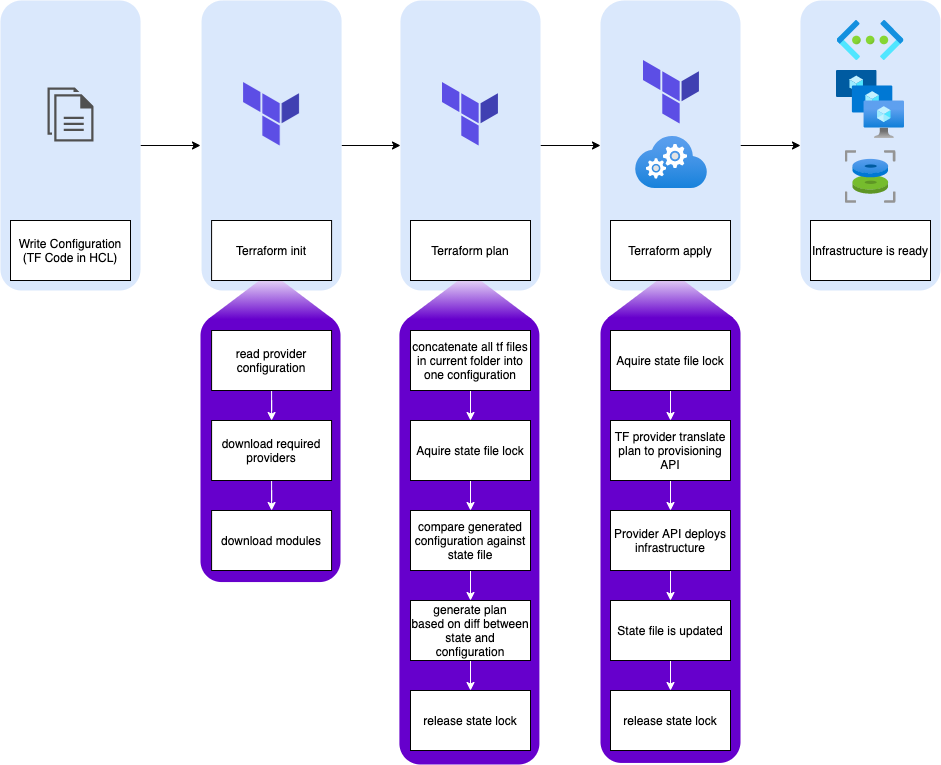 Write Configuration
(TF Code in HCL)
Terraform init
Terraform plan
Terraform apply
Infrastructure is ready
read provider
configuration
download required
providers
download modules
concatenate all tf files
in current folder into
one configuration
Aquire state file lock
compare generated
configuration against
state file
generate plan
based on diff between
state and
configuration
release state lock
Aquire state file lock
TF provider translate
plan to provisioning
API
Provider API deploys
infrastructure
State file is updated
release state lock